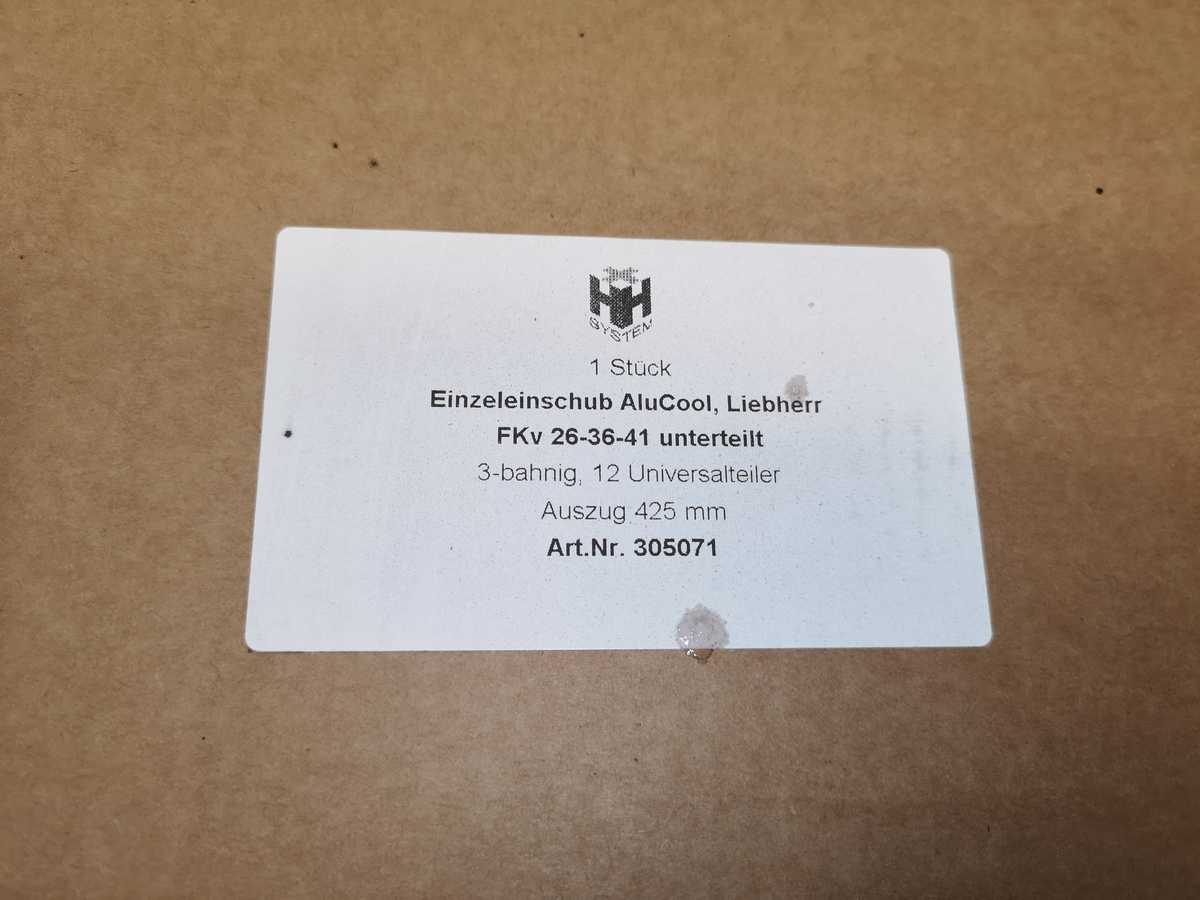 HH
SYSTEM
1 Stück
Einzeleinschub AluCool, Liebherr
FKv 26-36-41 unterteilt
3-bahnig, 12 Universalteiler
Auszug 425 mm
Art.Nr. 305071